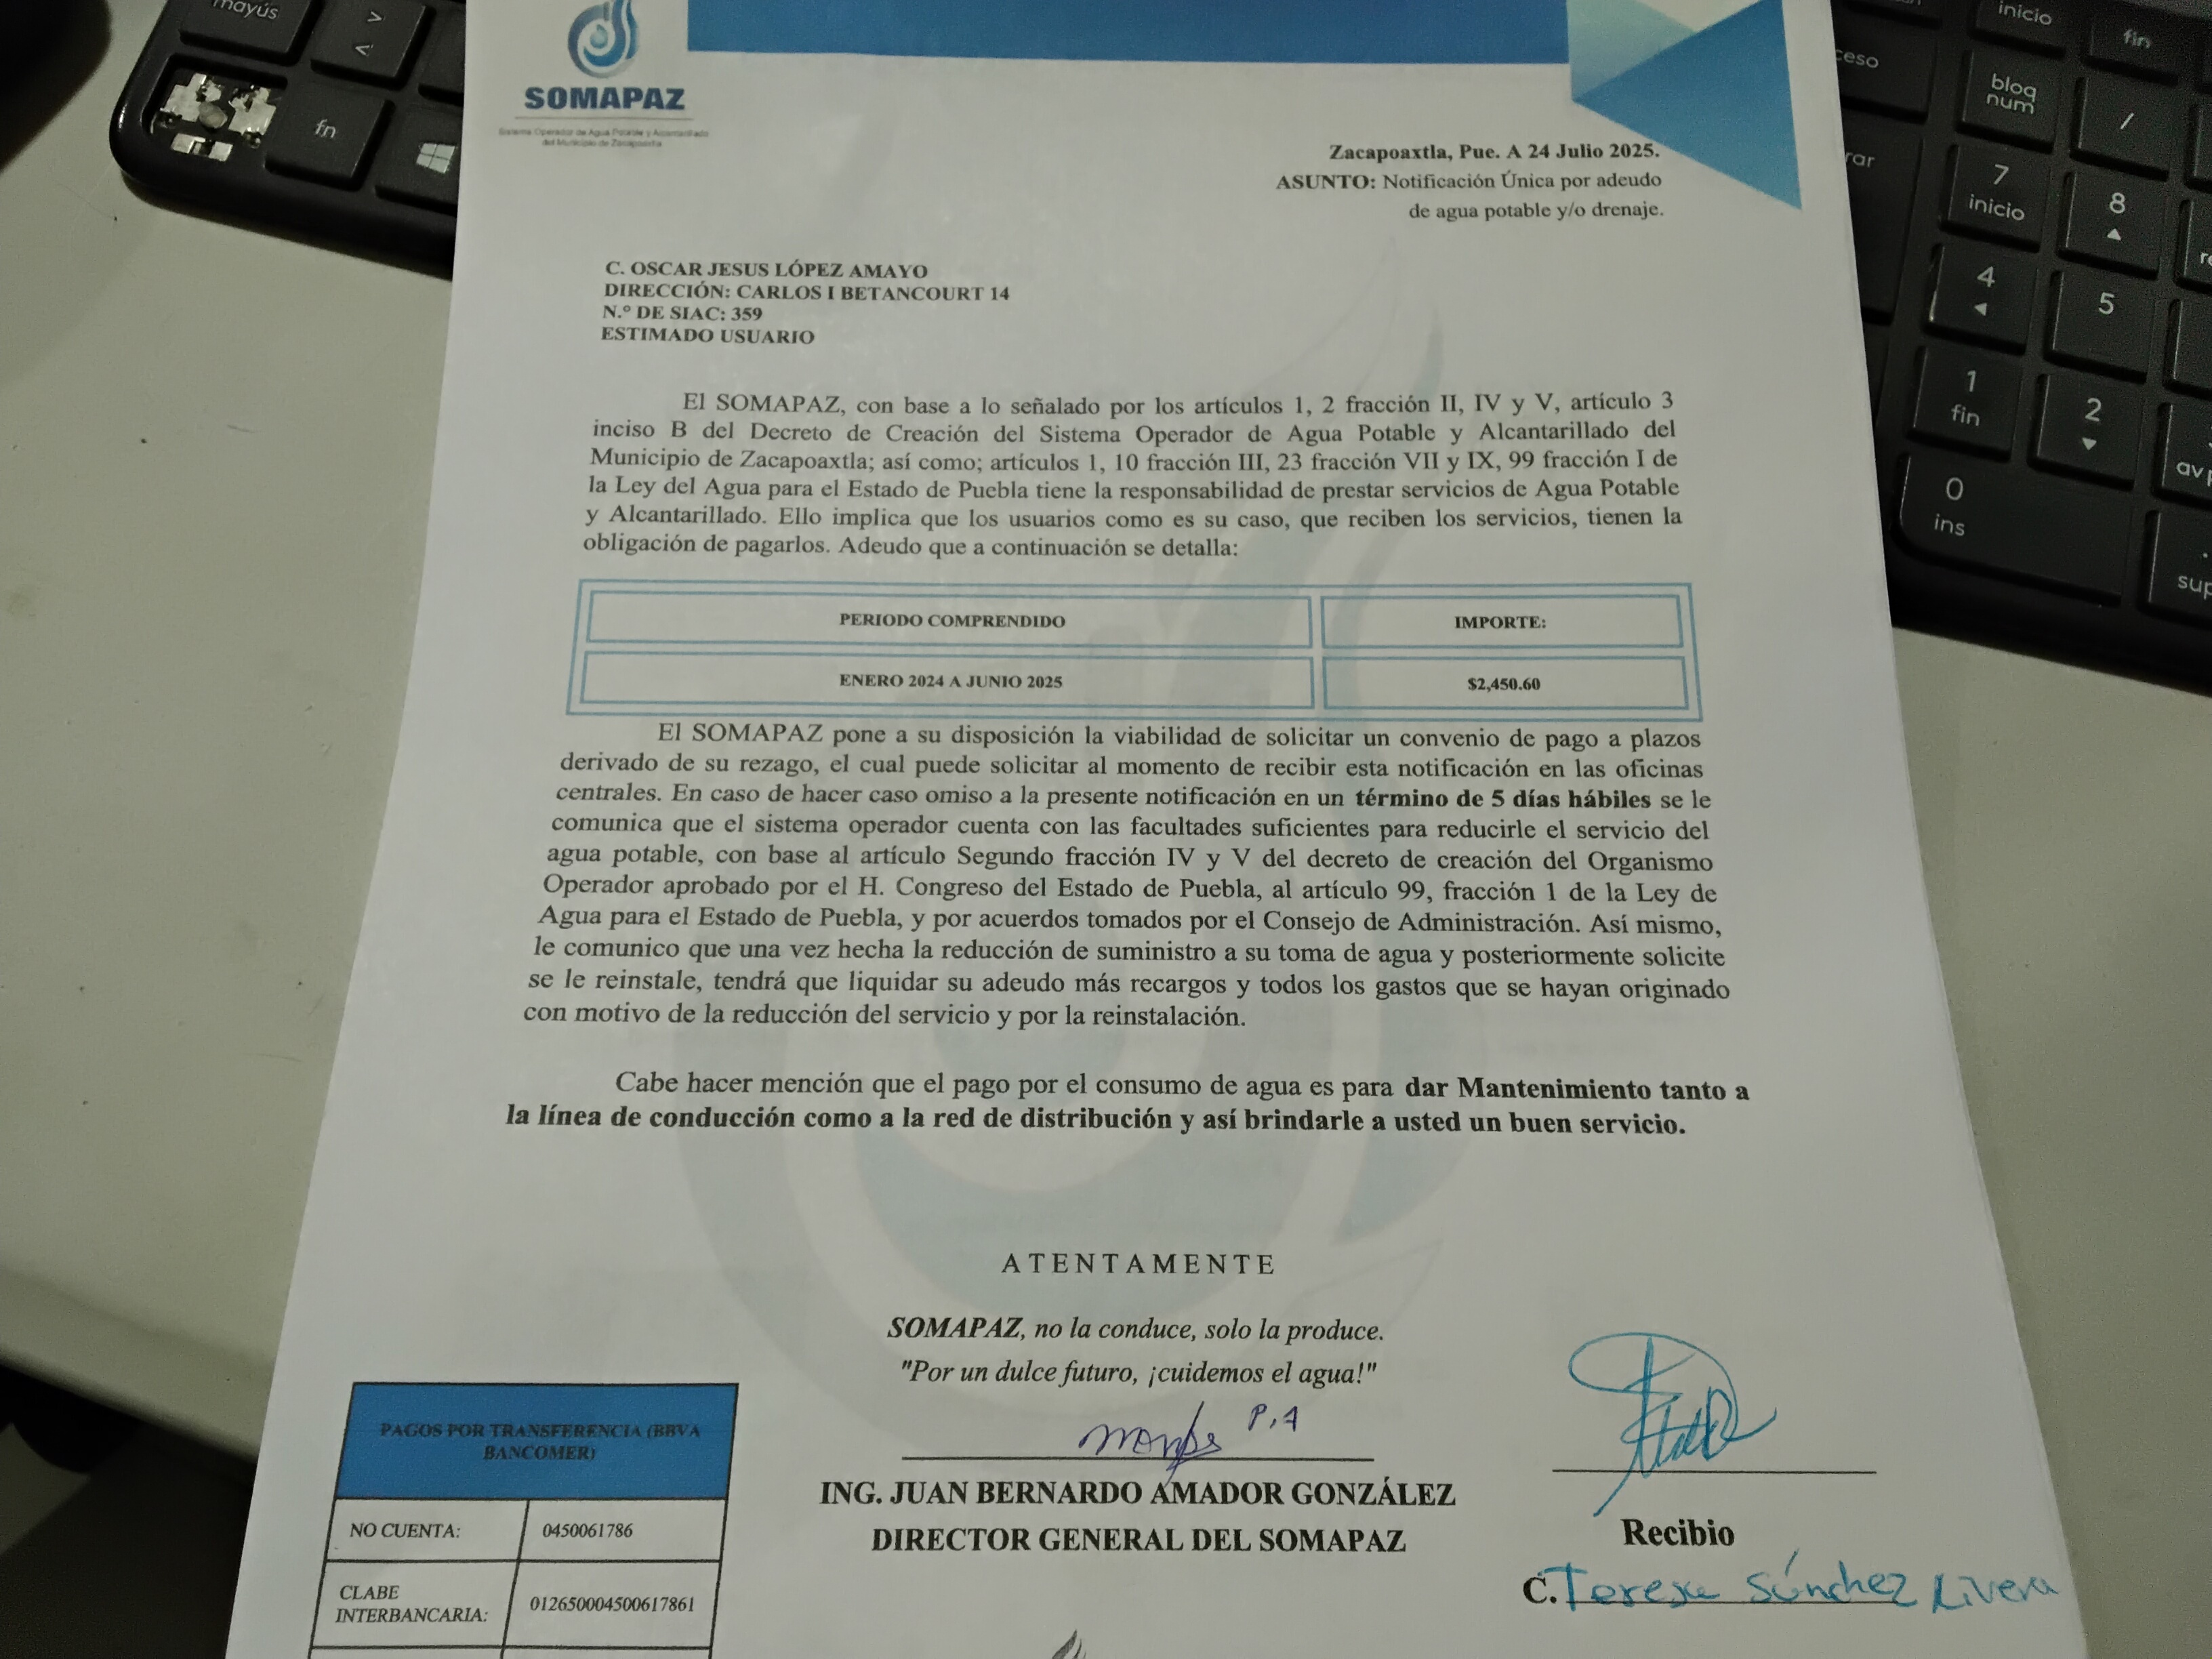 mayús
fn
inicio
fin
eso
bloq
num
/
rar
7
inicio
8
4
5
1
fin
2
0
ins
av p
sup
SOMAPAZ
Sistema Operador de Agua Potable y Alcantarillado
del Municipio de Zacapoaxtla
Zacapoaxtla, Pue. A 24 Julio 2025.
ASUNTO: Notificación Única por adeudo
de agua potable y/o drenaje.
C. OSCAR JESUS LÓPEZ AMAYO
DIRECCIÓN: CARLOS I BETANCOURT 14
N.º DE SIAC: 359
ESTIMADO USUARIO
El SOMAPAZ, con base a lo señalado por los artículos 1, 2 fracción II, IV y V, artículo 3
inciso B del Decreto de Creación del Sistema Operador de Agua Potable y Alcantarillado del
Municipio de Zacapoaxtla; así como; artículos 1, 10 fracción III, 23 fracción VII y IX, 99 fracción I de
la Ley del Agua para el Estado de Puebla tiene la responsabilidad de prestar servicios de Agua Potable
y Alcantarillado. Ello implica que los usuarios como es su caso, que reciben los servicios, tienen la
obligación de pagarlos. Adeudo que a continuación se detalla:
PERIODO COMPRENDIDO IMPORTE:
ENERO 2024 A JUNIO 2025 $2,450.60
El SOMAPAZ pone a su disposición la viabilidad de solicitar un convenio de pago a plazos
derivado de su rezago, el cual puede solicitar al momento de recibir esta notificación en las oficinas
centrales. En caso de hacer caso omiso a la presente notificación en un término de 5 días hábiles se le
comunica que el sistema operador cuenta con las facultades suficientes para reducirle el servicio del
agua potable, con base al artículo Segundo fracción IV y V del decreto de creación del Organismo
Operador aprobado por el H. Congreso del Estado de Puebla, al artículo 99, fracción 1 de la Ley de
Agua para el Estado de Puebla, y por acuerdos tomados por el Consejo de Administración. Así mismo,
le comunico que una vez hecha la reducción de suministro a su toma de agua y posteriormente solicite
se le reinstale, tendrá que liquidar su adeudo más recargos y todos los gastos que se hayan originado
con motivo de la reducción del servicio y por la reinstalación.
Cabe hacer mención que el pago por el consumo de agua es para dar Mantenimiento tanto a
la línea de conducción como a la red de distribución y así brindarle a usted un buen servicio.
ATENTAMENTE
SOMAPAZ, no la conduce, solo la produce.
"Por un dulce futuro, ¡cuidemos el agua!"
P.A
ING. JUAN BERNARDO AMADOR GONZÁLEZ
DIRECTOR GENERAL DEL SOMAPAZ
Recibio
C. Teresa Sánchez Rivera
PAGOS POR TRANSFERENCIA (BBVA
BANCOMER)
NO CUENTA: 0450061786
CLABE
INTERBANCARIA: 012650004500617861